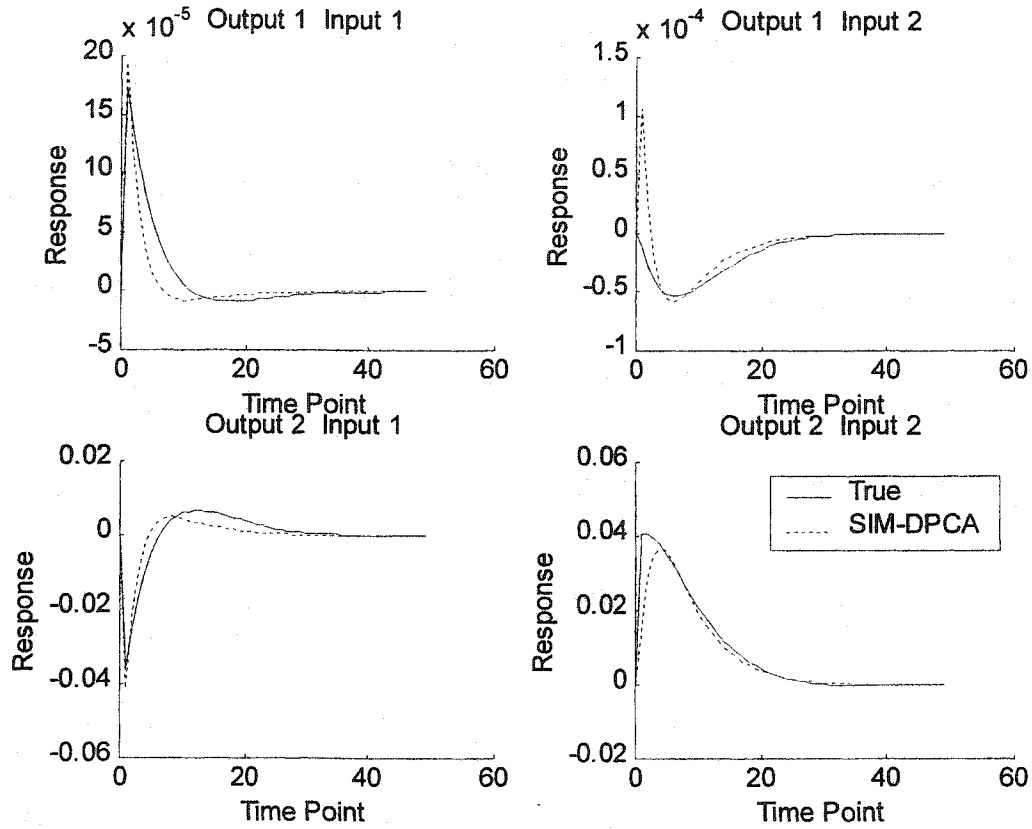 x 10-5 Output 1 Input 1
20
15
10
5
0
-5
Response
0 20 40 60
Time Point
x 10-4 Output 1 Input 2
1.5
1
0.5
0
-0.5
-1
Response
0 20 40 60
Time Point
Output 2 Input 1
0.02
0
-0.02
-0.04
-0.06
Response
0 20 40 60
Time Point
Output 2 Input 2
0.06
0.04
0.02
0
-0.02
Response
True
SIM-DPCA
0 20 40 60
Time Point